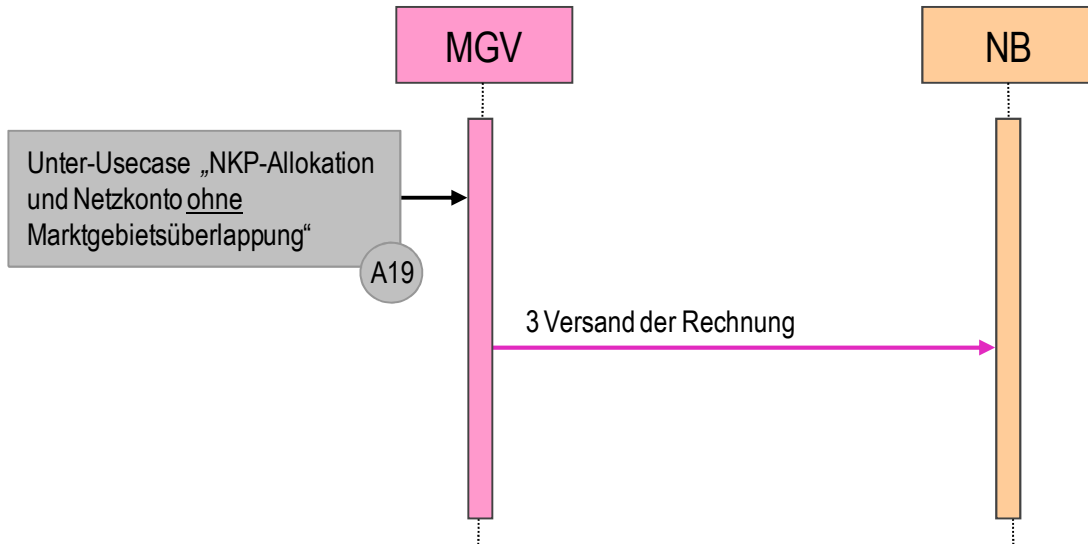 MGV
NB
Unter-Usecase „NKP-Allokation
und Netzkonto ohne
Marktgebietsüberlappung“
A19
3 Versand der Rechnung